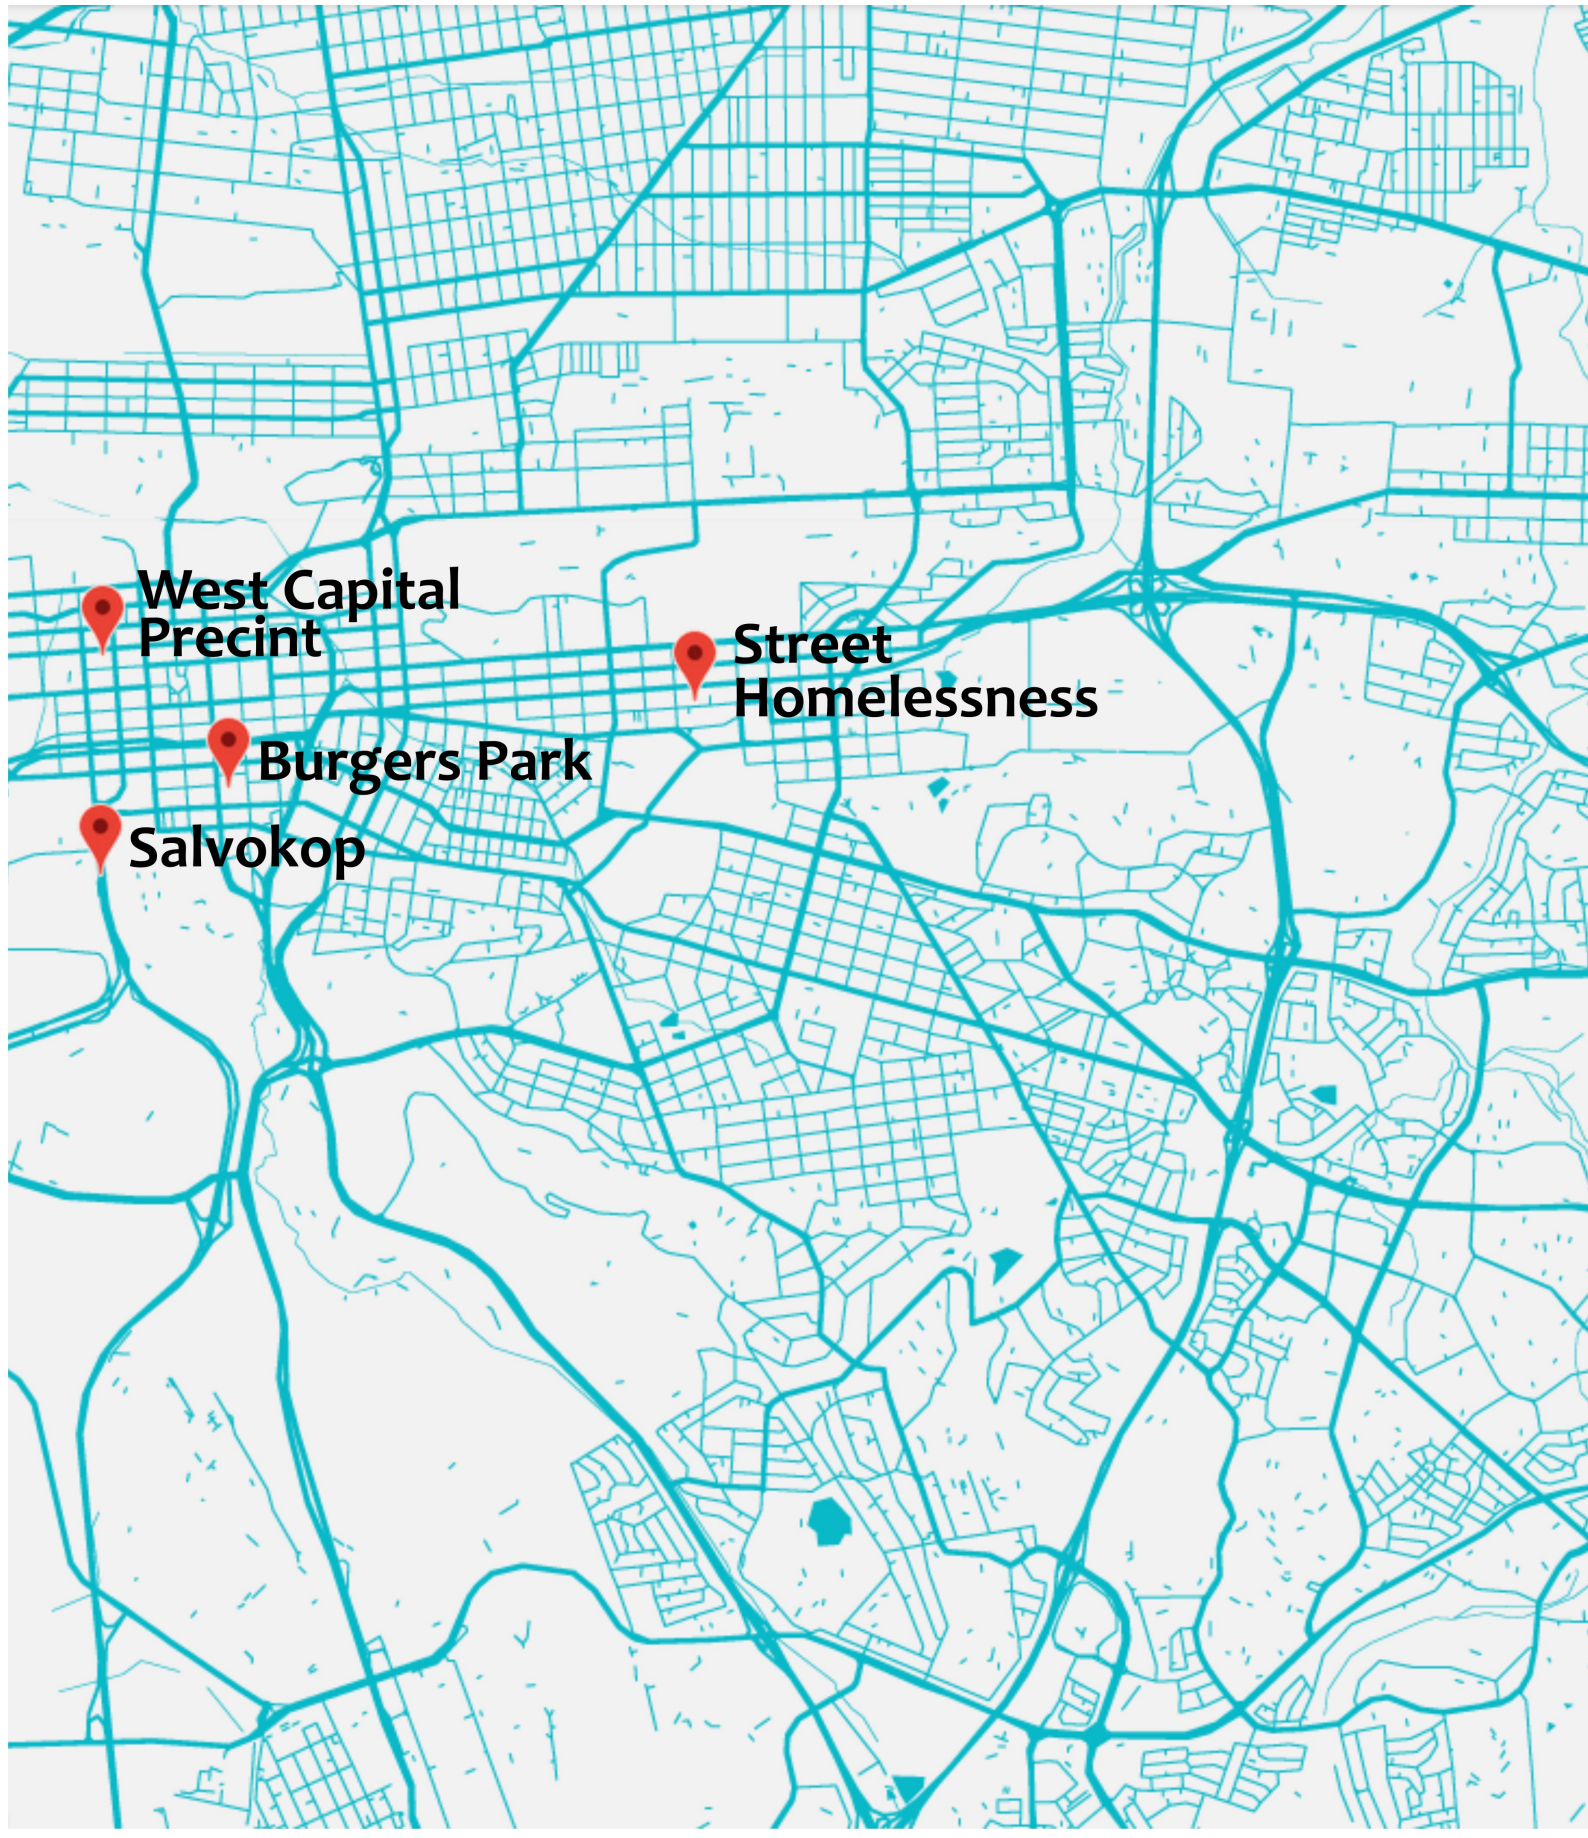 West Capital
Precint
Street
Homelessness
Burgers Park
Salvokop